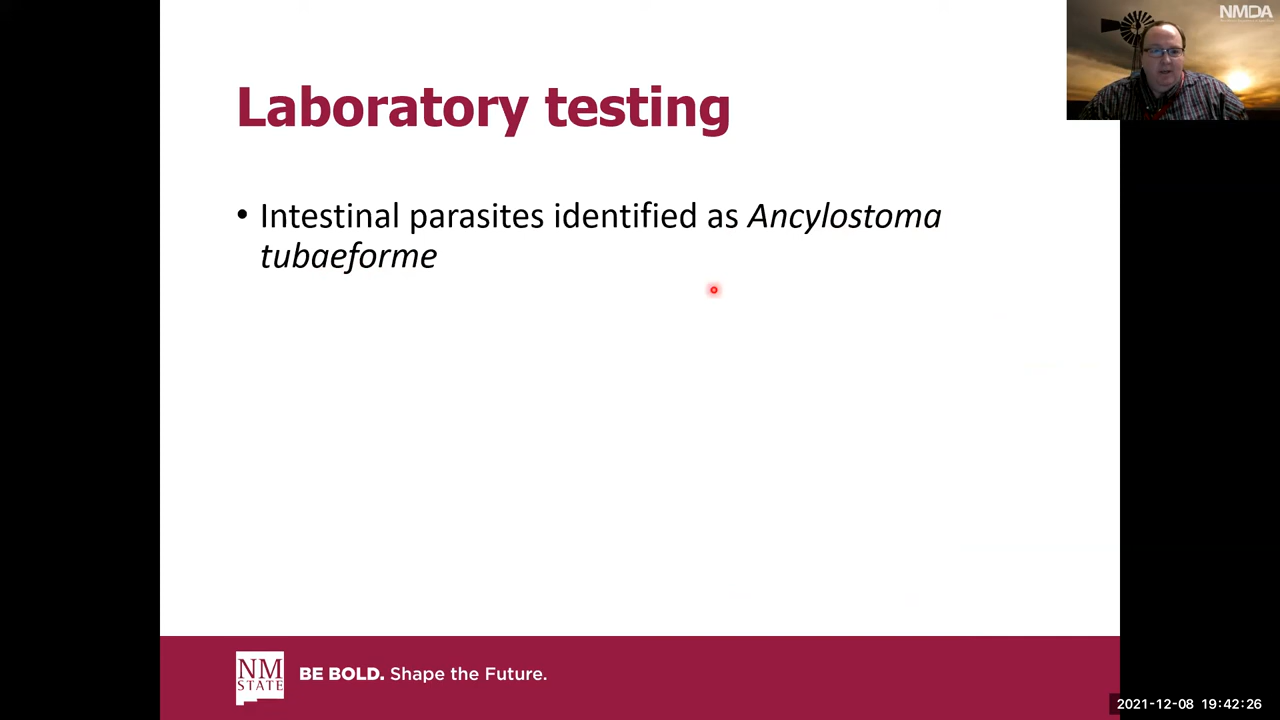 NMDA
Laboratory testing
• Intestinal parasites identified as Ancylostoma
tubaeforme
NM
STATE
BE BOLD. Shape the Future.
2021-12-08 19:42:26